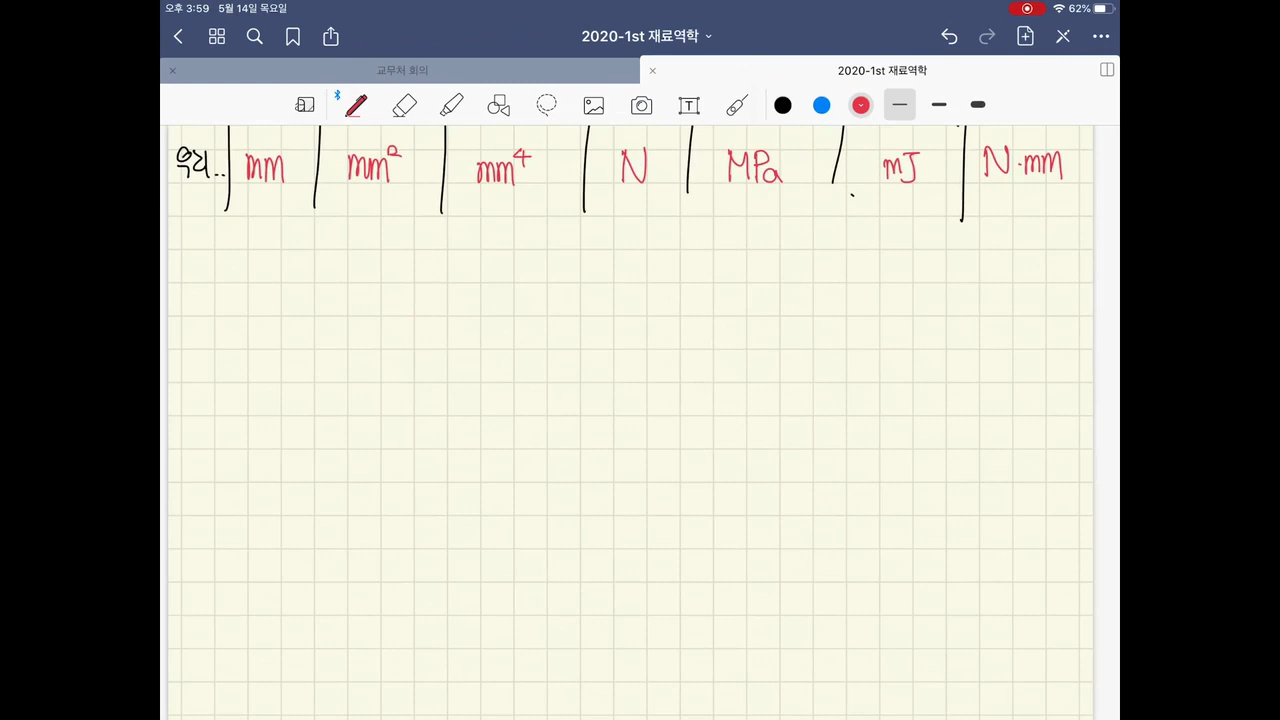 오후 3:59 5월 14일 목요일 62%
2020-1st 재료역학
교무처 회의 2020-1st 재료역학
T
우리.. mm mm² mm⁴ N MPa mJ N·mm